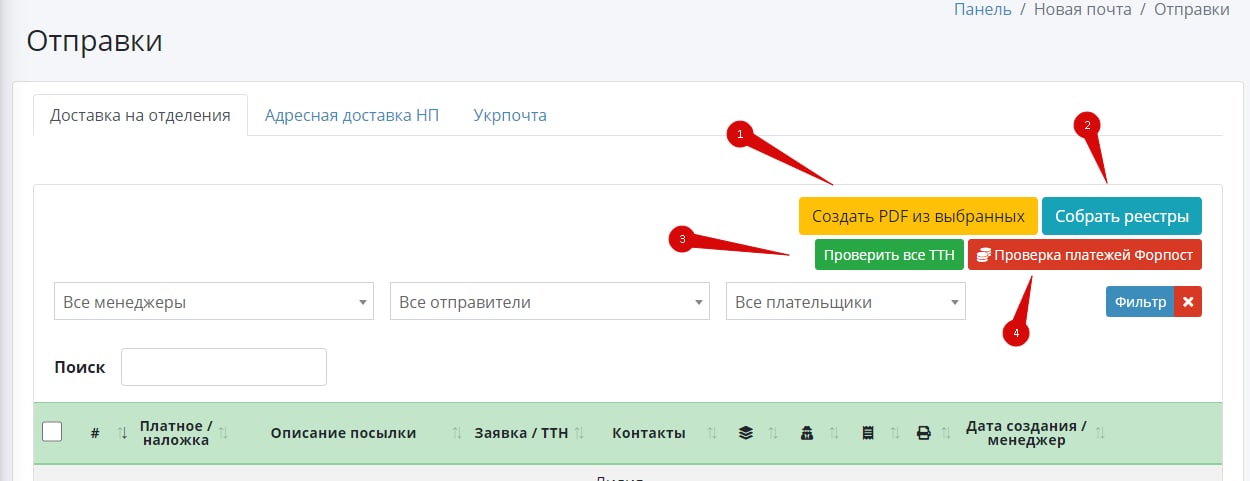 Панель / Новая почта / Отправки
Отправки
Доставка на отделения Адресная доставка НП Укрпочта
1 2
Создать PDF из выбранных Собрать реестры
3 Проверить все ТТН Проверка платежей Форпост
Все менеджеры Все отправители Все плательщики Фильтр
4
Поиск
# Платное / наложка Описание посылки Заявка / ТТН Контакты Дата создания / менеджер